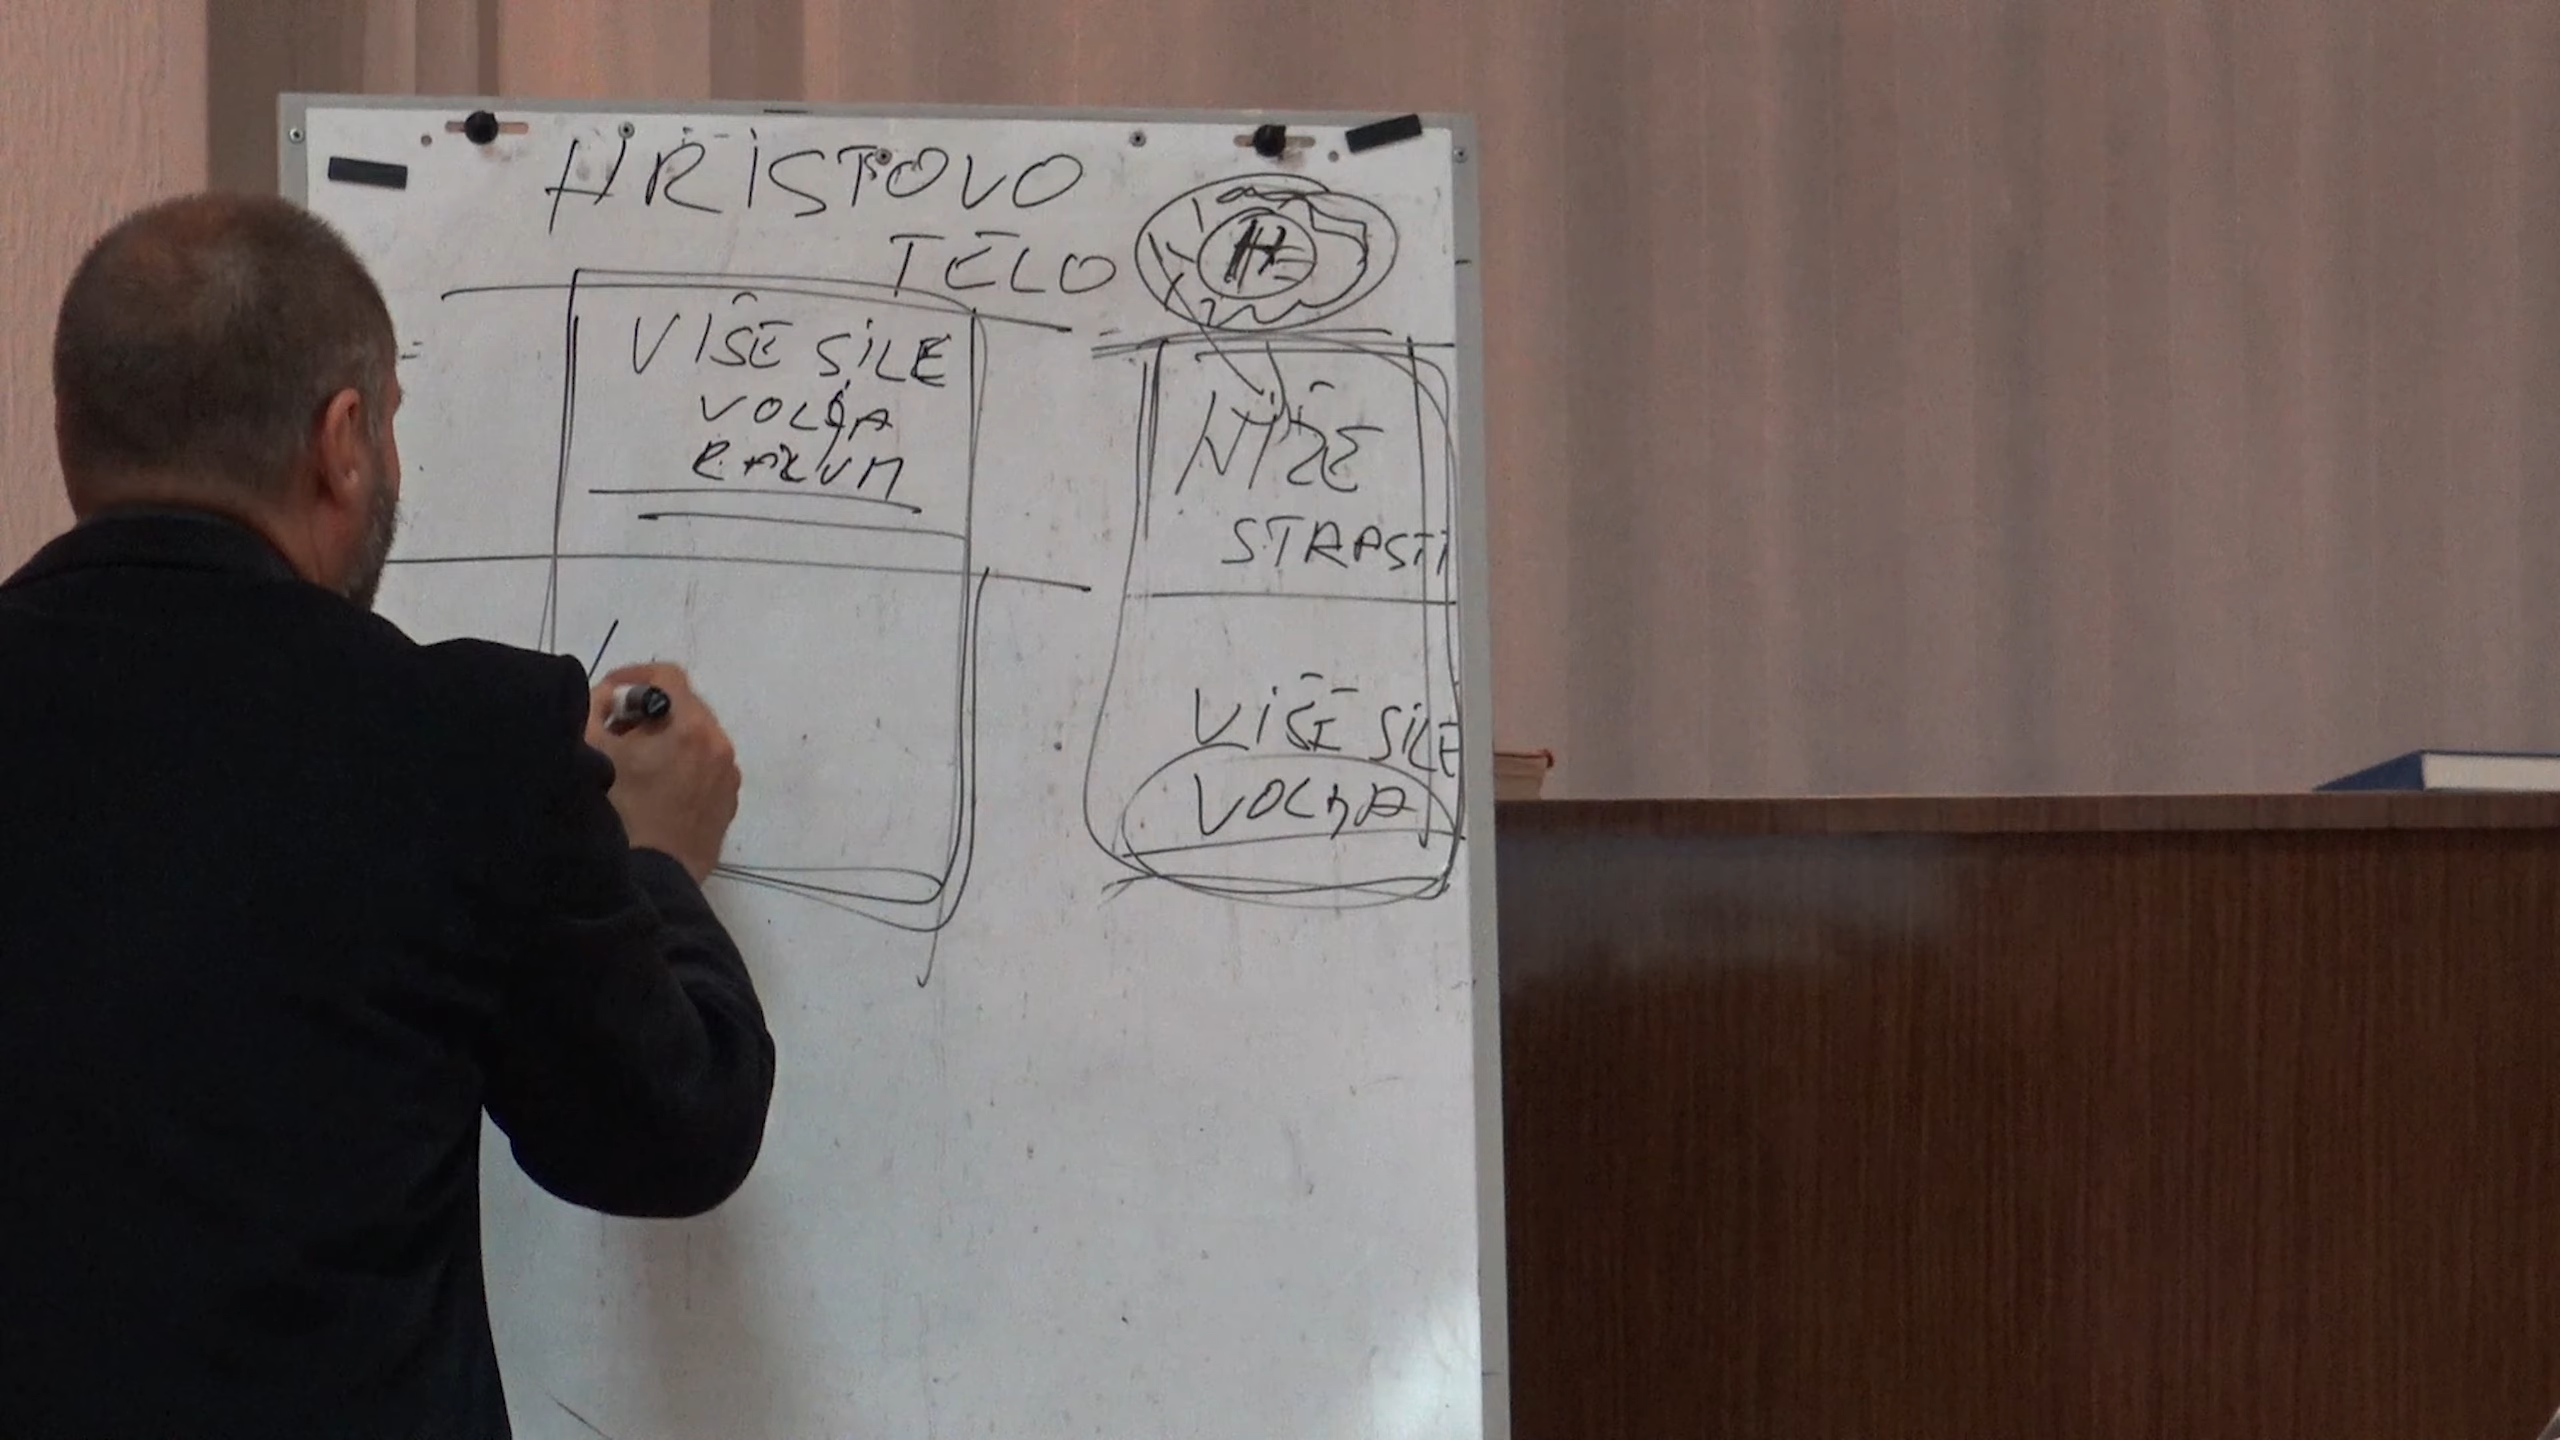 HRISTOVO
TELO
H
VIŠE SILE
VOLJA
RAZUM
NIŽE
STRASTI
VIŠE SILE
VOLJA